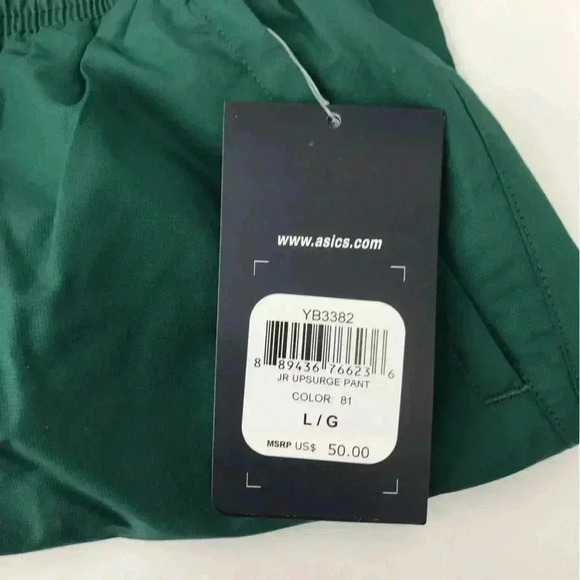 www.asics.com
YB3382
8 89436 76623 6
JR UPSURGE PANT
COLOR: 81
L / G
MSRP US$ 50.00